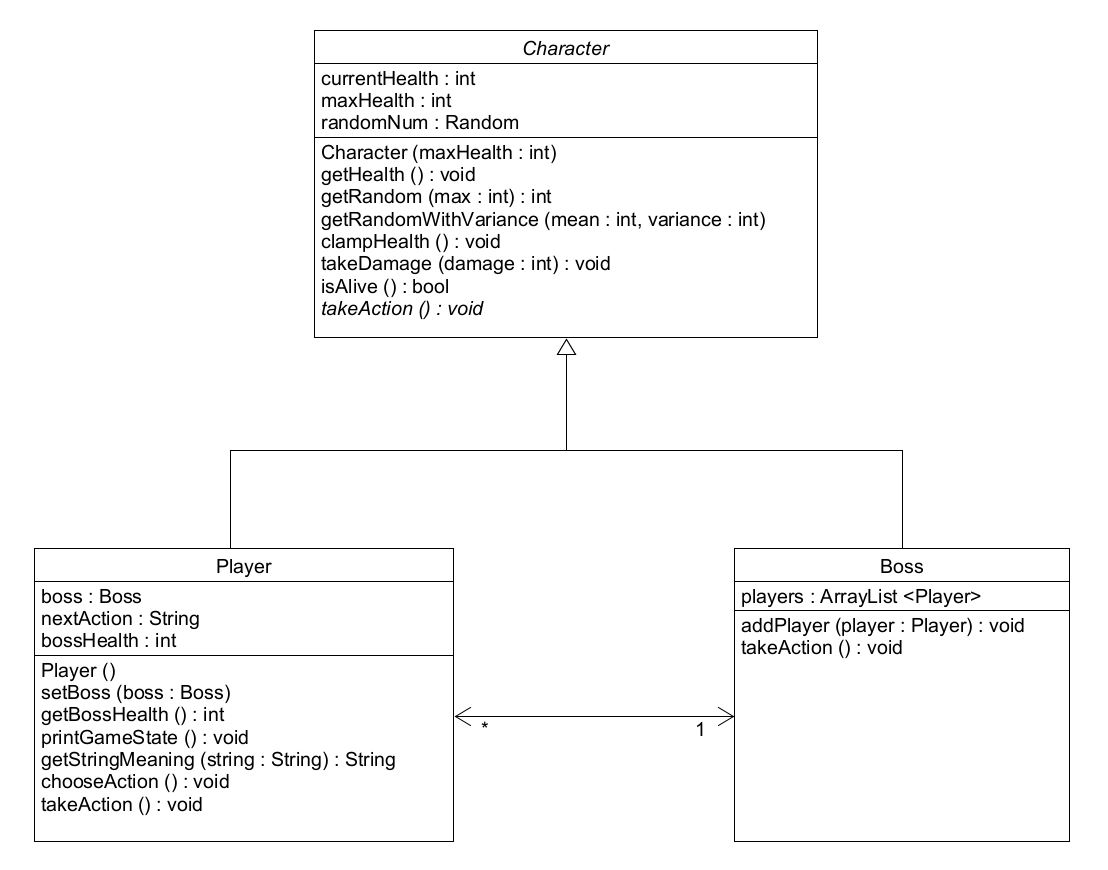 Character
currentHealth : int
maxHealth : int
randomNum : Random
Character (maxHealth : int)
getHealth () : void
getRandom (max : int) : int
getRandomWithVariance (mean : int, variance : int)
clampHealth () : void
takeDamage (damage : int) : void
isAlive () : bool
takeAction () : void
Player
boss : Boss
nextAction : String
bossHealth : int
Player ()
setBoss (boss : Boss)
getBossHealth () : int
printGameState () : void
getStringMeaning (string : String) : String
chooseAction () : void
takeAction () : void
*
1
Boss
players : ArrayList <Player>
addPlayer (player : Player) : void
takeAction () : void